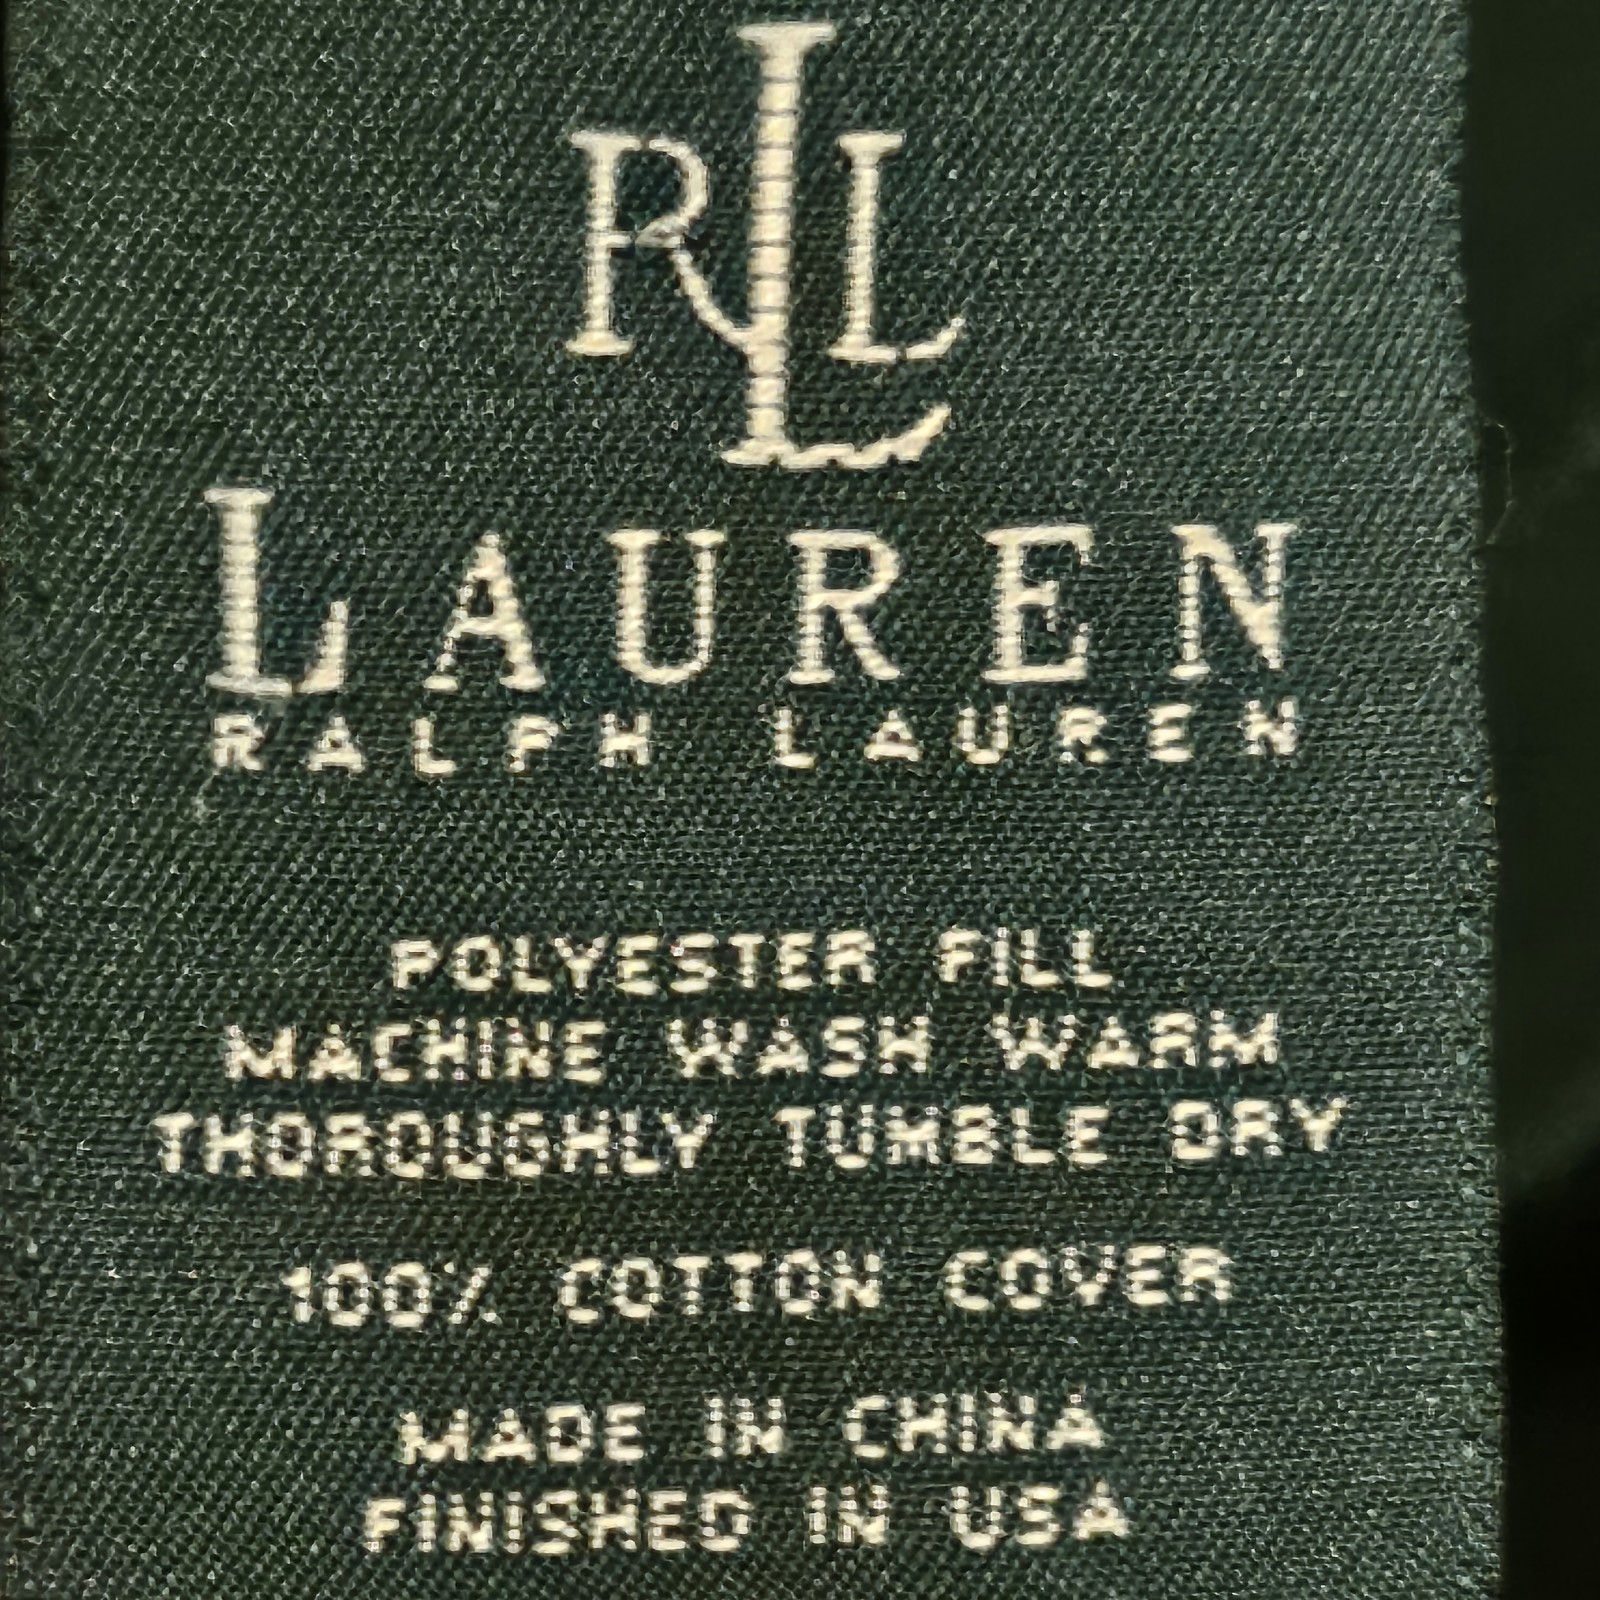 RLL
LAUREN
RALPH LAUREN
POLYESTER FILL
MACHINE WASH WARM
THOROUGHLY TUMBLE DRY
100% COTTON COVER
MADE IN CHINA
FINISHED IN USA